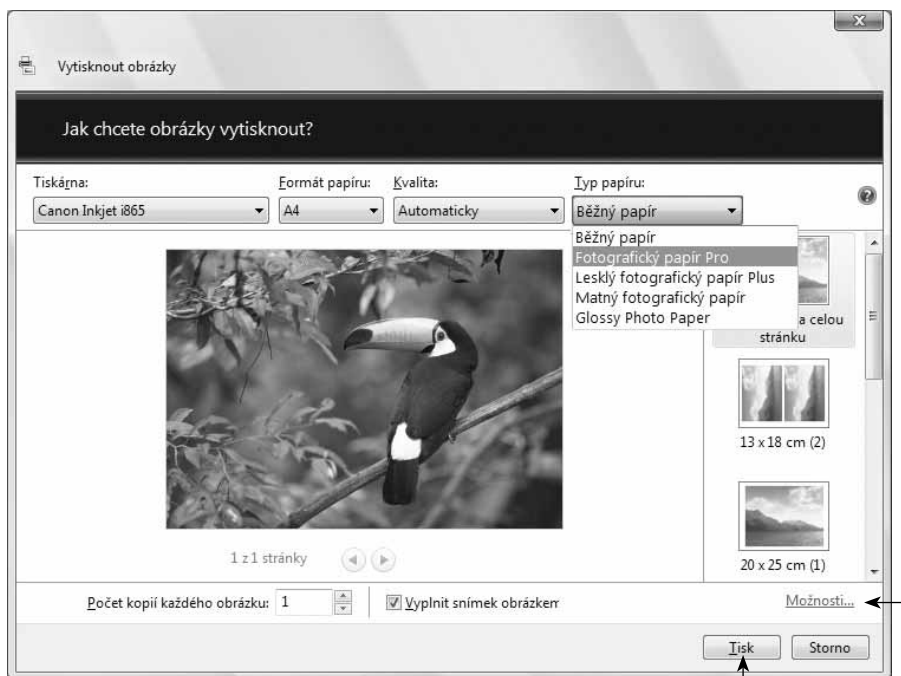 Vytisknout obrázky
Jak chcete obrázky vytisknout?
Tiskárna: Formát papíru: Kvalita: Typ papíru:
Canon Inkjet i865 A4 Automaticky Běžný papír
Běžný papír
Fotografický papír Pro
Lesklý fotografický papír Plus
Matný fotografický papír
Glossy Photo Paper
a celou
stránku
13 x 18 cm (2)
20 x 25 cm (1)
1 z 1 stránky
Počet kopií každého obrázku: 1 Vyplnit snímek obrázkem Možnosti...
Tisk Storno